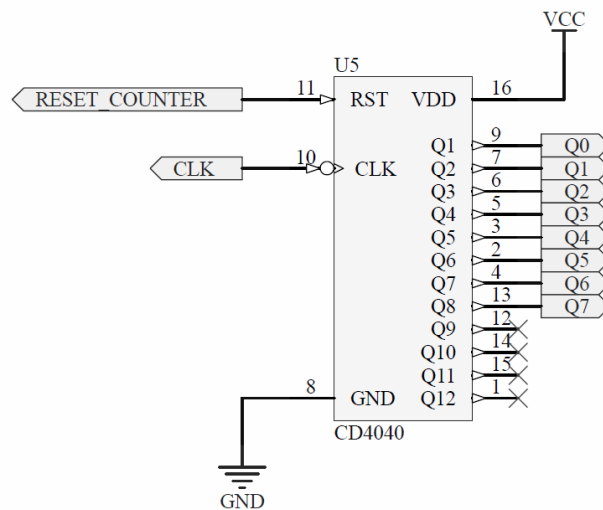 VCC
U5
RESET_COUNTER 11 RST VDD 16
Q1 9 Q0
CLK 10 CLK Q2 7 Q1
Q3 6 Q2
Q4 5 Q3
Q5 3 Q4
Q6 2 Q5
Q7 4 Q6
Q8 13 Q7
Q9 12
Q10 14
Q11 15
8 GND Q12 1
CD4040
GND